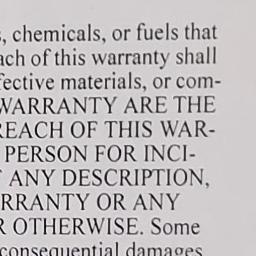 , chemicals, or fuels that
ach of this warranty shall
fective materials, or com-
WARRANTY ARE THE
REACH OF THIS WAR-
PERSON FOR INCI-
ANY DESCRIPTION,
RRANTY OR ANY
R OTHERWISE. Some
consequential damages